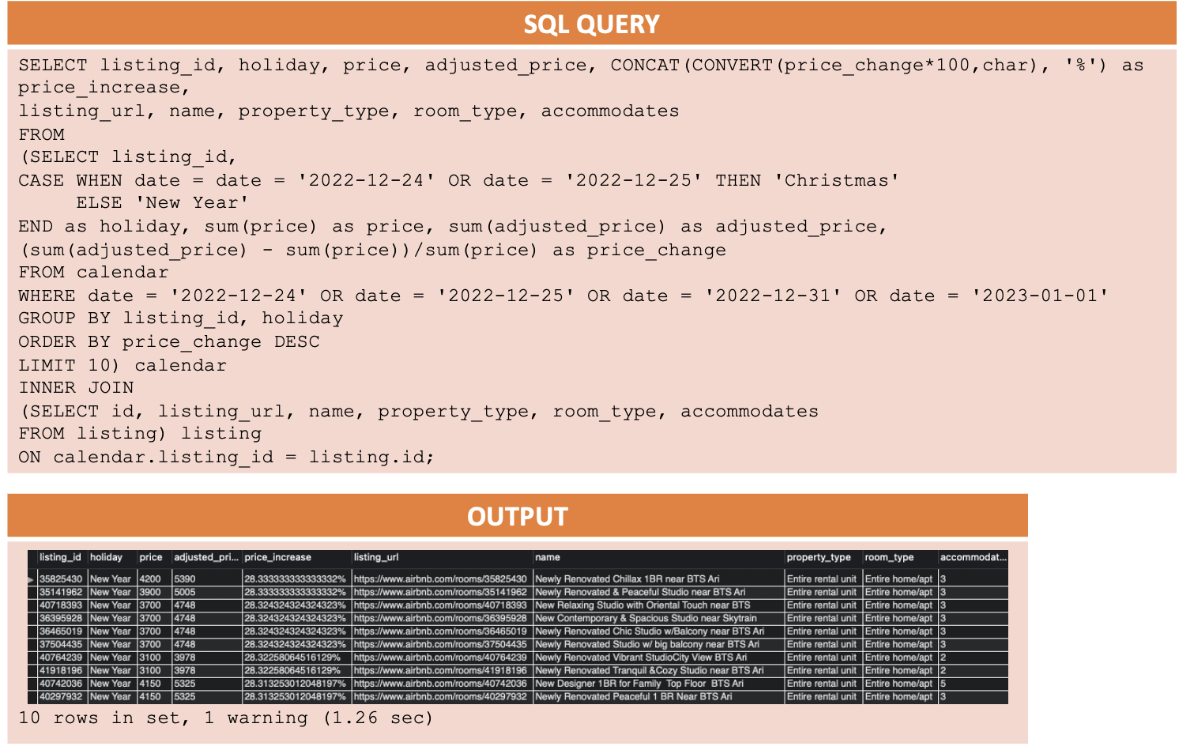 SQL QUERY
SELECT listing_id, holiday, price, adjusted_price, CONCAT(CONVERT(price_change*100,char), '%') as
price_increase,
listing_url, name, property_type, room_type, accommodates
FROM
(SELECT listing_id,
CASE WHEN date = date = '2022-12-24' OR date = '2022-12-25' THEN 'Christmas'
ELSE 'New Year'
END as holiday, sum(price) as price, sum(adjusted_price) as adjusted_price,
(sum(adjusted_price) - sum(price))/sum(price) as price_change
FROM calendar
WHERE date = '2022-12-24' OR date = '2022-12-25' OR date = '2022-12-31' OR date = '2023-01-01'
GROUP BY listing_id, holiday
ORDER BY price_change DESC
LIMIT 10) calendar
INNER JOIN
(SELECT id, listing_url, name, property_type, room_type, accommodates
FROM listing) listing
ON calendar.listing_id = listing.id;
OUTPUT
listing_id holiday price adjusted_pri... price_increase listing_url name property_type room_type accommodat...
35825430 New Year 4200 5390 28.333333333333332% https://www.airbnb.com/rooms/35825430 Newly Renovated Chillax 1BR near BTS Ari Entire rental unit Entire home/apt 3
35141962 New Year 3900 5005 28.333333333333332% https://www.airbnb.com/rooms/35141962 Newly Renovated & Peaceful Studio near BTS Ari Entire rental unit Entire home/apt 3
40718393 New Year 3700 4748 28.324324324324323% https://www.airbnb.com/rooms/40718393 New Relaxing Studio with Oriental Touch near BTS Entire rental unit Entire home/apt 3
36395928 New Year 3700 4748 28.324324324324323% https://www.airbnb.com/rooms/36395928 New Contemporary & Spacious Studio near Skytrain Entire rental unit Entire home/apt 3
36465019 New Year 3700 4748 28.324324324324323% https://www.airbnb.com/rooms/36465019 Newly Renovated Chic Studio w/Balcony near BTS Ari Entire rental unit Entire home/apt 3
37504435 New Year 3700 4748 28.324324324324323% https://www.airbnb.com/rooms/37504435 Newly Renovated Studio w/ big balcony near BTS Ari Entire rental unit Entire home/apt 3
40764239 New Year 3100 3978 28.32258064516129% https://www.airbnb.com/rooms/40764239 Newly Renovated Vibrant StudioCity View BTS Ari Entire rental unit Entire home/apt 2
41918196 New Year 3100 3978 28.32258064516129% https://www.airbnb.com/rooms/41918196 Newly Renovated Tranquil &Cozy Studio near BTS Ari Entire rental unit Entire home/apt 2
40742036 New Year 4150 5325 28.313253012048197% https://www.airbnb.com/rooms/40742036 New Designer 1BR for Family Top Floor BTS Ari Entire rental unit Entire home/apt 5
40297932 New Year 4150 5325 28.313253012048197% https://www.airbnb.com/rooms/40297932 Newly Renovated Peaceful 1 BR Near BTS Ari Entire rental unit Entire home/apt 3
10 rows in set, 1 warning (1.26 sec)